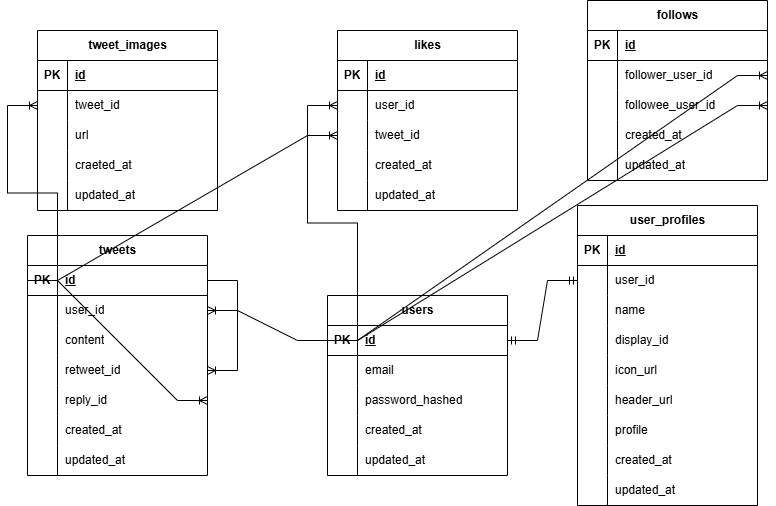 tweet_images
PK id
tweet_id
url
craeted_at
updated_at
likes
PK id
user_id
tweet_id
created_at
updated_at
follows
PK id
follower_user_id
followee_user_id
created_at
updated_at
tweets
PK id
user_id
content
retweet_id
reply_id
created_at
updated_at
users
PK id
email
password_hashed
created_at
updated_at
user_profiles
PK id
user_id
name
display_id
icon_url
header_url
profile
created_at
updated_at